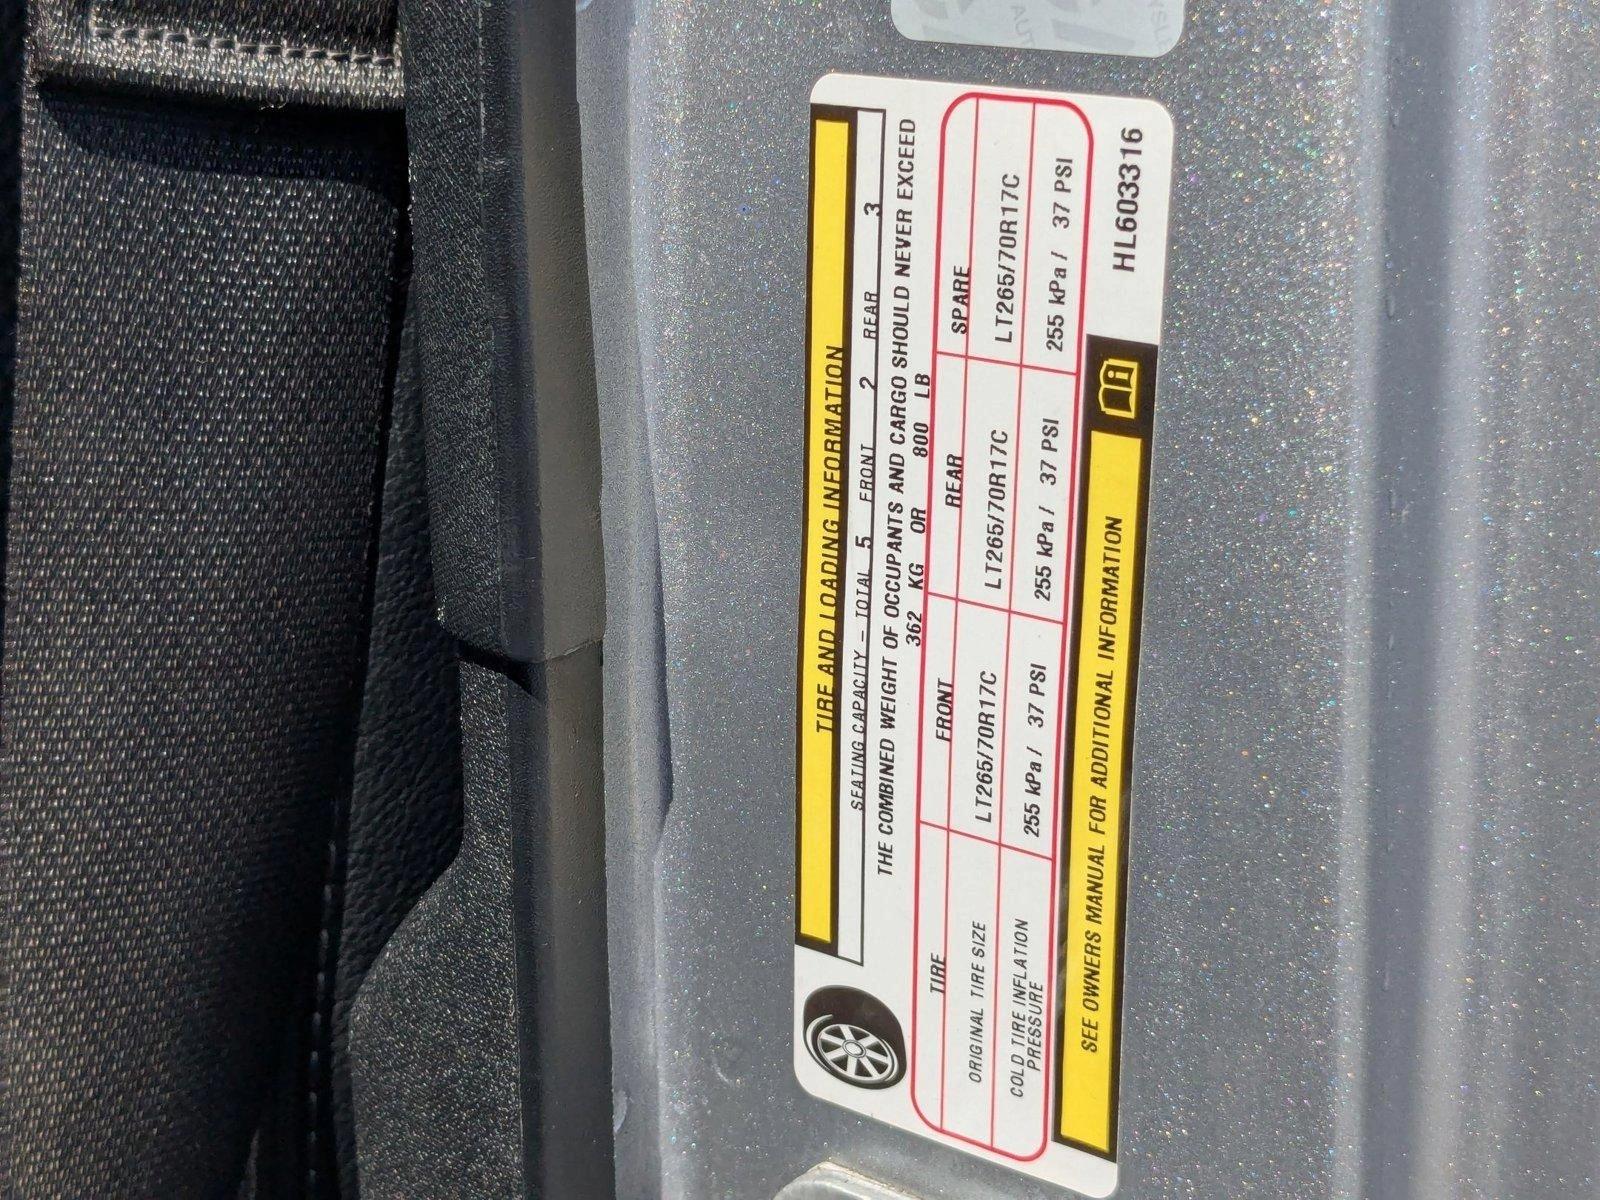 TIRE AND LOADING INFORMATION
SEATING CAPACITY - TOTAL 5 FRONT 2 REAR 3
THE COMBINED WEIGHT OF OCCUPANTS AND CARGO SHOULD NEVER EXCEED
362 KG OR 800 LB
TIRE FRONT REAR SPARE
ORIGINAL TIRE SIZE LT265/70R17C LT265/70R17C LT265/70R17C
COLD TIRE INFLATION
PRESSURE 255 kPa / 37 PSI 255 kPa / 37 PSI 255 kPa / 37 PSI
SEE OWNERS MANUAL FOR ADDITIONAL INFORMATION
HL603316